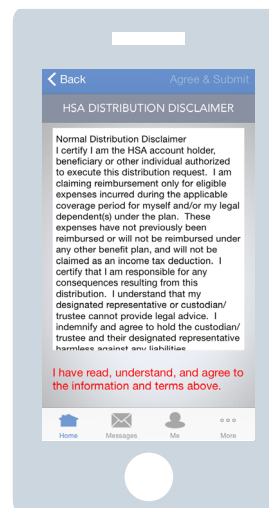 Back Agree & Submit
HSA DISTRIBUTION DISCLAIMER
Normal Distribution Disclaimer
I certify I am the HSA account holder,
beneficiary or other individual authorized
to execute this distribution request. I am
claiming reimbursement only for eligible
expenses incurred during the applicable
coverage period for myself and/or my legal
dependent(s) under the plan. These
expenses have not previously been
reimbursed or will not be reimbursed under
any other benefit plan, and will not be
claimed as an income tax deduction. I
certify that I am responsible for any
consequences resulting from this
distribution. I understand that my
designated representative or custodian/
trustee cannot provide legal advice. I
indemnify and agree to hold the custodian/
trustee and their designated representative
harmless against any liabilities
I have read, understand, and agree to
the information and terms above.
Home Messages Me More